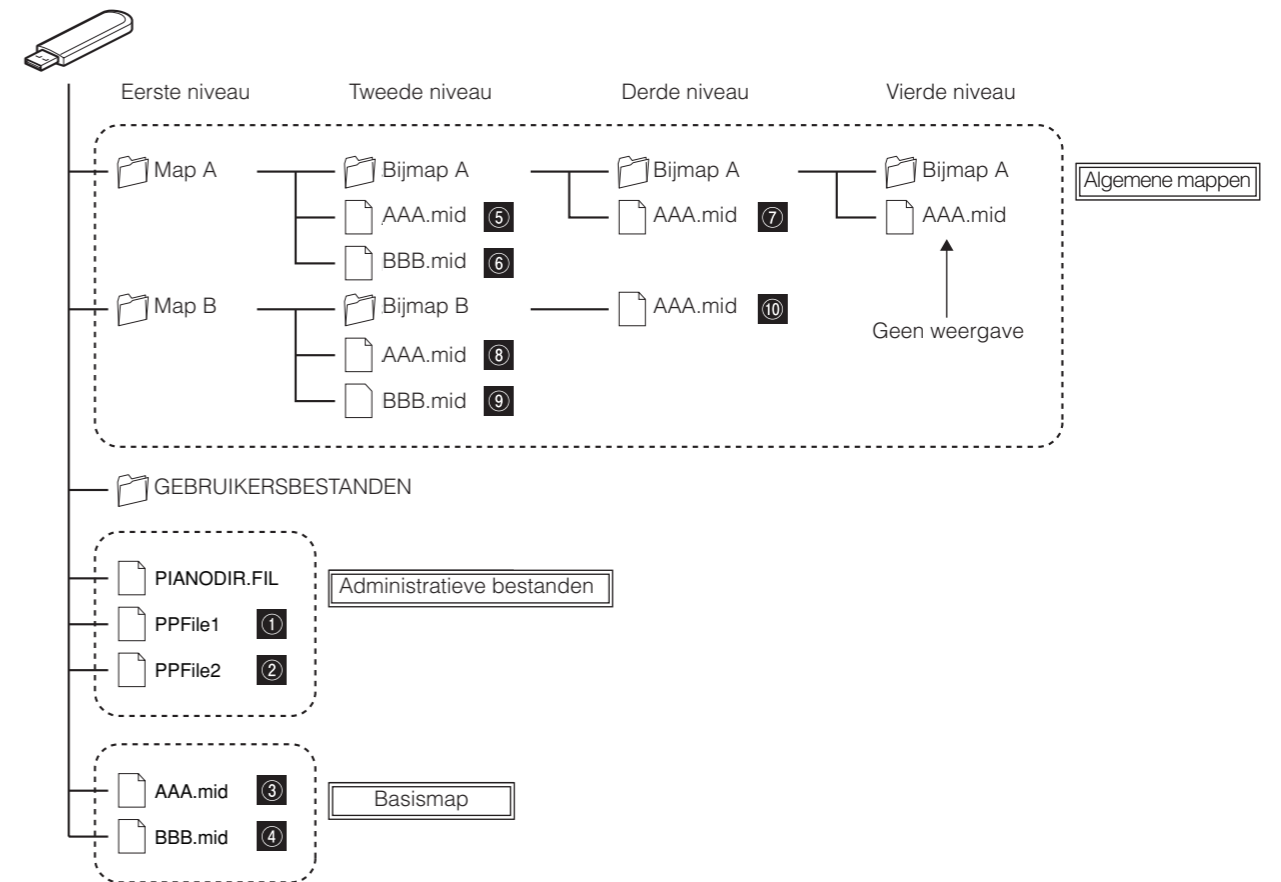 Eerste niveau Tweede niveau Derde niveau Vierde niveau
Map A Bijmap A Bijmap A Bijmap A
Algemene mappen
AAA.mid ⑤ AAA.mid ⑦ AAA.mid
BBB.mid ⑥
Map B Bijmap B AAA.mid ⑩
Geen weergave
AAA.mid ⑧
BBB.mid ⑨
GEBRUIKERSBESTANDEN
PIANODIR.FIL
Administratieve bestanden
PPFile1 ①
PPFile2 ②
AAA.mid ③
Basismap
BBB.mid ④